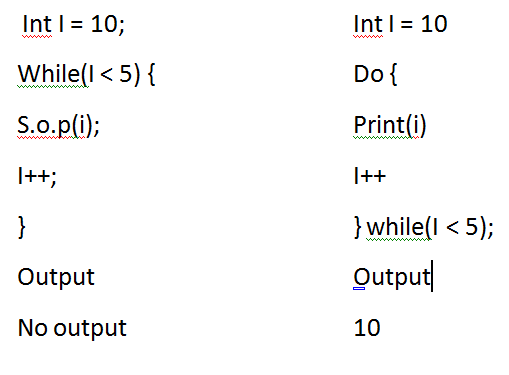 Int I = 10;
While(I < 5) {
S.o.p(i);
I++;
}
Output
No output
Int I = 10
Do {
Print(i)
I++
} while(I < 5);
Output
10